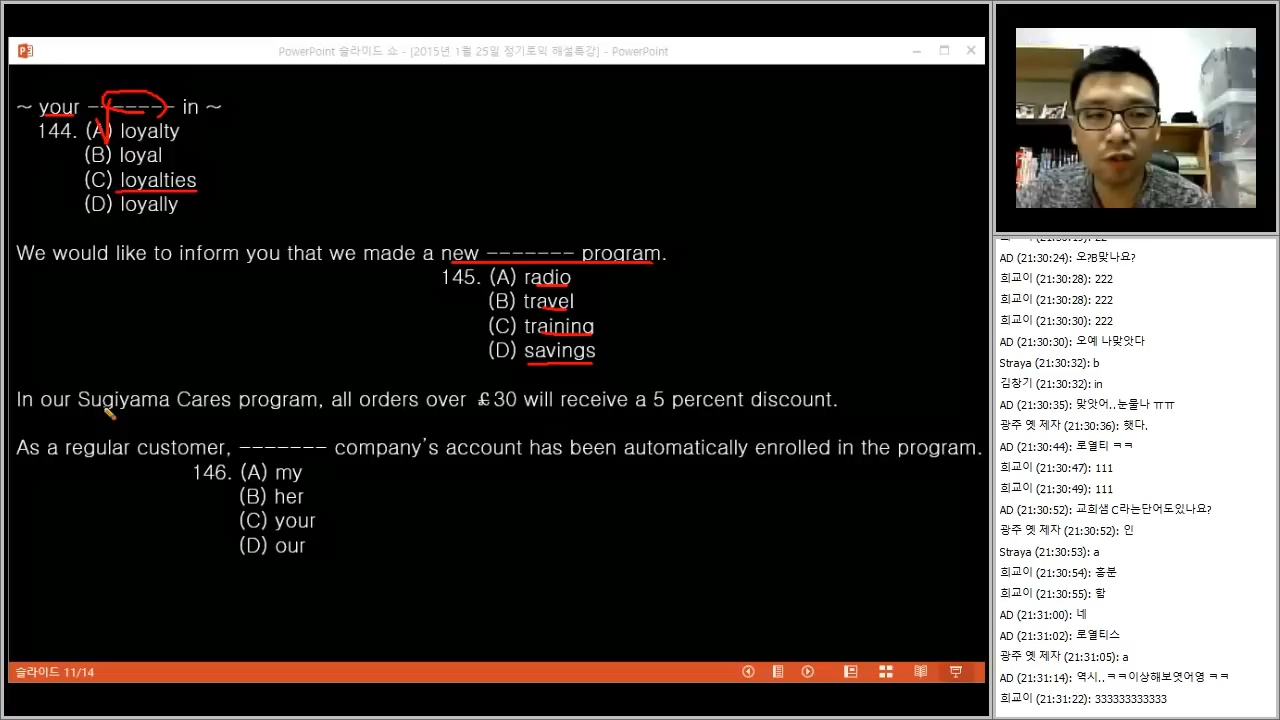 PowerPoint 슬라이드 쇼 - [2015년 1월 25일 정기토익 해설특강] - PowerPoint
~ your ------- in ~
144. (A) loyalty
(B) loyal
(C) loyalties
(D) loyally
We would like to inform you that we made a new ------- program.
145. (A) radio
(B) travel
(C) training
(D) savings
In our Sugiyama Cares program, all orders over £30 will receive a 5 percent discount.
As a regular customer, ------- company's account has been automatically enrolled in the program.
146. (A) my
(B) her
(C) your
(D) our
슬라이드 11/14
AD (21:30:24): 오?B맞나요?
희교이 (21:30:28): 222
희교이 (21:30:28): 222
희교이 (21:30:30): 222
AD (21:30:30): 오예 나맞앗다
Straya (21:30:32): b
김창기 (21:30:32): in
AD (21:30:35): 맞앗어..눈물나 ㅠㅠ
광주 옛 제자 (21:30:36): 햇다.
AD (21:30:44): 로열티 ㅋㅋ
희교이 (21:30:47): 111
희교이 (21:30:49): 111
AD (21:30:52): 교희샘 C라는단어도있나요?
광주 옛 제자 (21:30:52): 인
Straya (21:30:53): a
희교이 (21:30:54): 흥분
희교이 (21:30:55): 함
AD (21:31:00): 네
AD (21:31:02): 로열티스
광주 옛 제자 (21:31:05): a
AD (21:31:14): 역시..ㅋㅋ이상해보엿어영 ㅋㅋ
희교이 (21:31:22): 333333333333